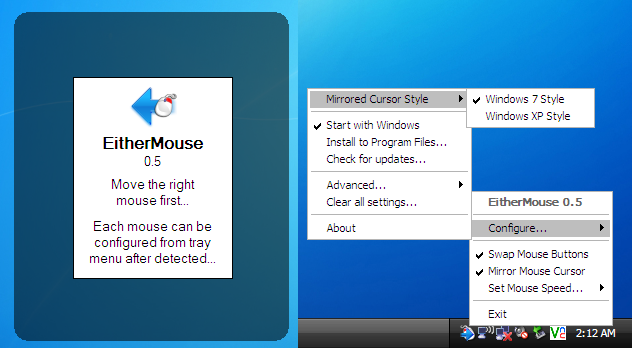 EitherMouse
0.5
Move the right
mouse first...
Each mouse can be
configured from tray
menu after detected...
Mirrored Cursor Style
Windows 7 Style
Windows XP Style
Start with Windows
Install to Program Files...
Check for updates...
Advanced...
Clear all settings...
About
EitherMouse 0.5
Configure...
Swap Mouse Buttons
Mirror Mouse Cursor
Set Mouse Speed...
Exit
2:12 AM